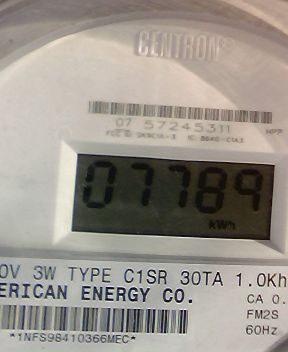 CENTRON®
07 57245311
07789
kWh
0V 3W TYPE C1SR 30TA 1.0Kh
ERICAN ENERGY CO.
CA 0.
FM2S
60Hz
*1NFS98410366MEC*